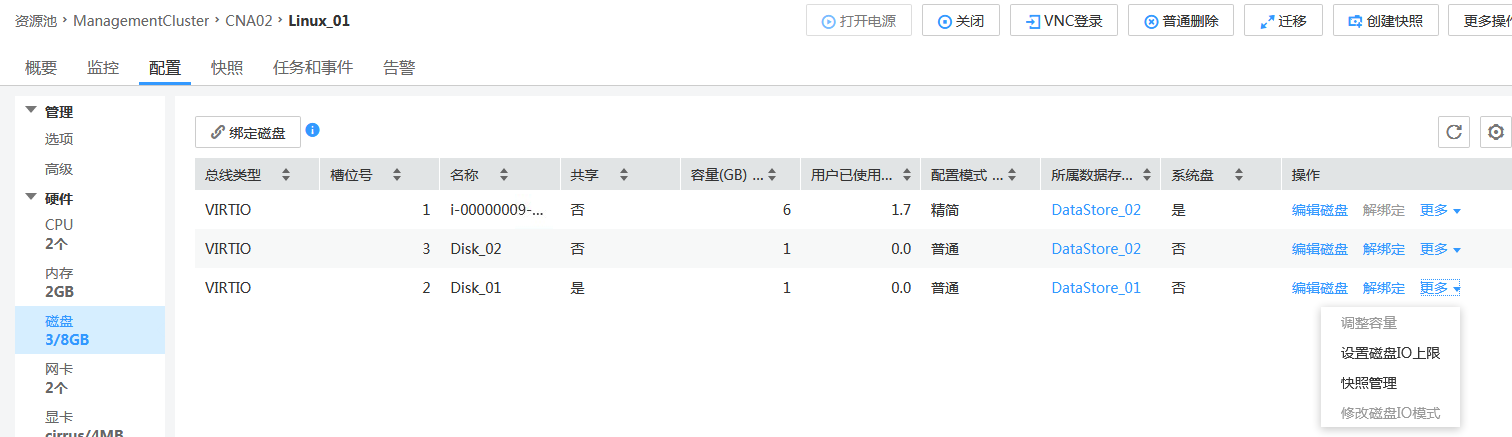 资源池 > ManagementCluster > CNA02 > Linux_01
打开电源 关闭 VNC登录 普通删除 迁移 创建快照 更多操
概要 监控 配置 快照 任务和事件 告警
管理
选项
高级
硬件
CPU
2个
内存
2GB
磁盘
3/8GB
网卡
2个
显卡
cirrus/4MB
绑定磁盘
总线类型 槽位号 名称 共享 容量(GB) ... 用户已使用... 配置模式 ... 所属数据存... 系统盘 操作
VIRTIO 1 i-00000009-... 否 6 1.7 精简 DataStore_02 是 编辑磁盘 解绑定 更多
VIRTIO 3 Disk_02 否 1 0.0 普通 DataStore_02 否 编辑磁盘 解绑定 更多
VIRTIO 2 Disk_01 是 1 0.0 普通 DataStore_01 否 编辑磁盘 解绑定 更多
调整容量
设置磁盘IO上限
快照管理
修改磁盘IO模式